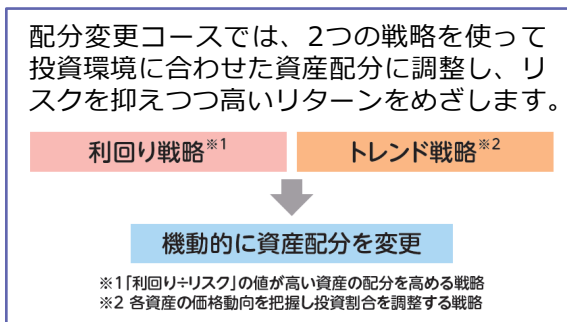 配分変更コースでは、2つの戦略を使って
投資環境に合わせた資産配分に調整し、リ
スクを抑えつつ高いリターンをめざします。
利回り戦略※1
トレンド戦略※2
機動的に資産配分を変更
※1「利回り÷リスク」の値が高い資産の配分を高める戦略
※2 各資産の価格動向を把握し投資割合を調整する戦略